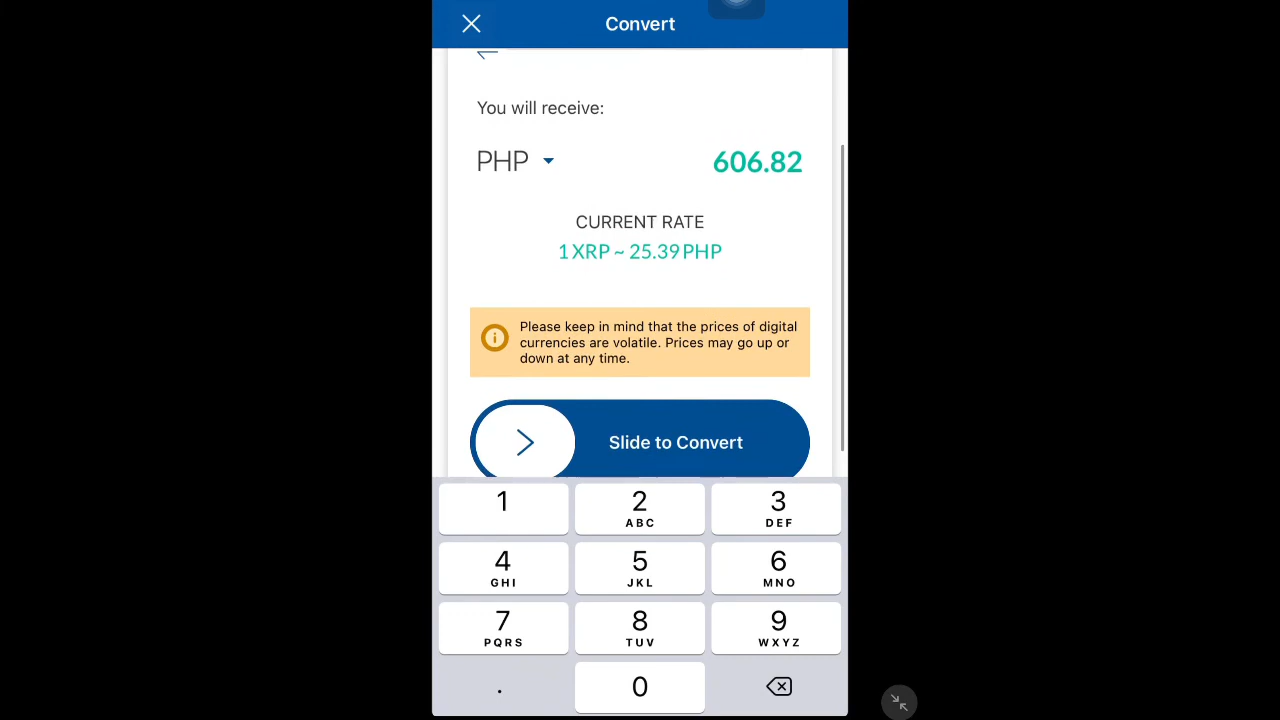 Convert
You will receive:
PHP 606.82
CURRENT RATE
1 XRP ~ 25.39 PHP
Please keep in mind that the prices of digital
currencies are volatile. Prices may go up or
down at any time.
Slide to Convert
1 2 3
ABC DEF
4 5 6
GHI JKL MNO
7 8 9
PQRS TUV WXYZ
. 0